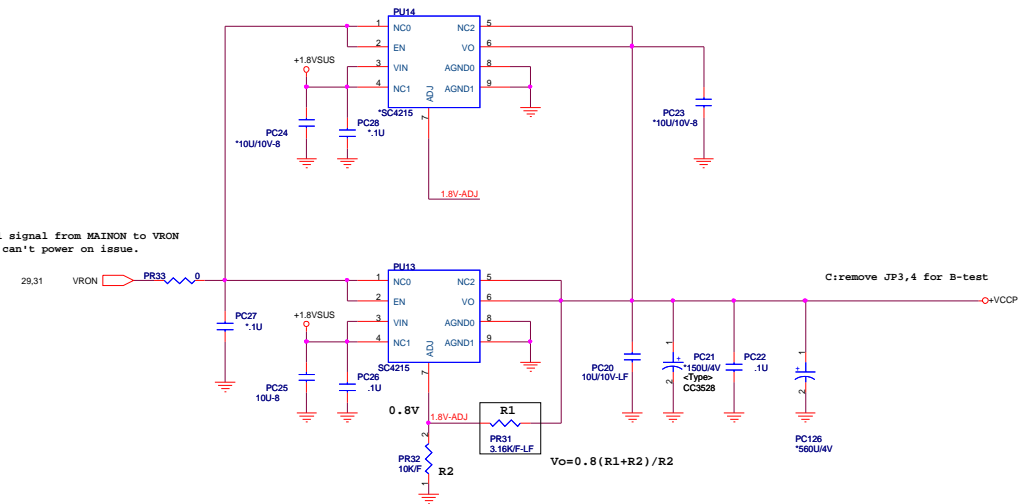 PU14
1 NC0 NC2 5
2 EN VO 6
3 VIN AGND0 8
4 NC1 AGND1 9
ADJ
7
*SC4215
+1.8VSUS
PC24
*10U/10V-8
PC28
*.1U
PC23
*10U/10V-8
1.8V-ADJ
signal from MAINON to VRON
can't power on issue.
29,31 VRON
PR33 0
PC27
*.1U
PU13
1 NC0 NC2 5
2 EN VO 6
3 VIN AGND0 8
4 NC1 AGND1 9
ADJ
7
SC4215
+1.8VSUS
PC25
10U-8
PC26
.1U
C:remove JP3,4 for B-test
+VCCP
PC20
10U/10V-LF
1
+
2
PC21
*150U/4V
<Type>
CC3528
PC22
.1U
1
+
2
PC126
*560U/4V
0.8V
1.8V-ADJ
R1
PR31
3.16K/F-LF
2
PR32
10K/F
1
R2
Vo=0.8(R1+R2)/R2